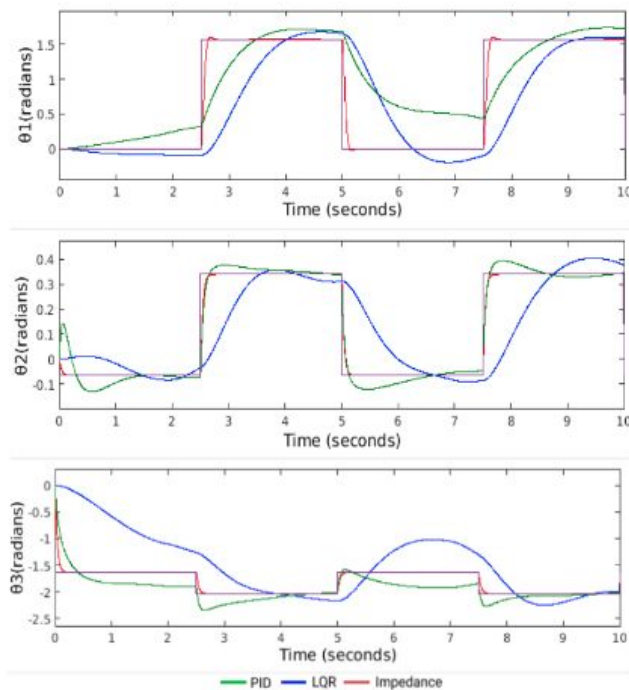 θ1(radians)
1.5
1
0.5
0
0 1 2 3 4 5 6 7 8 9 10
Time (seconds)
θ2(radians)
0.4
0.3
0.2
0.1
0
-0.1
0 1 2 3 4 5 6 7 8 9 10
Time (seconds)
θ3(radians)
0
-0.5
-1
-1.5
-2
-2.5
0 1 2 3 4 5 6 7 8 9 10
Time (seconds)
PID LQR Impedance